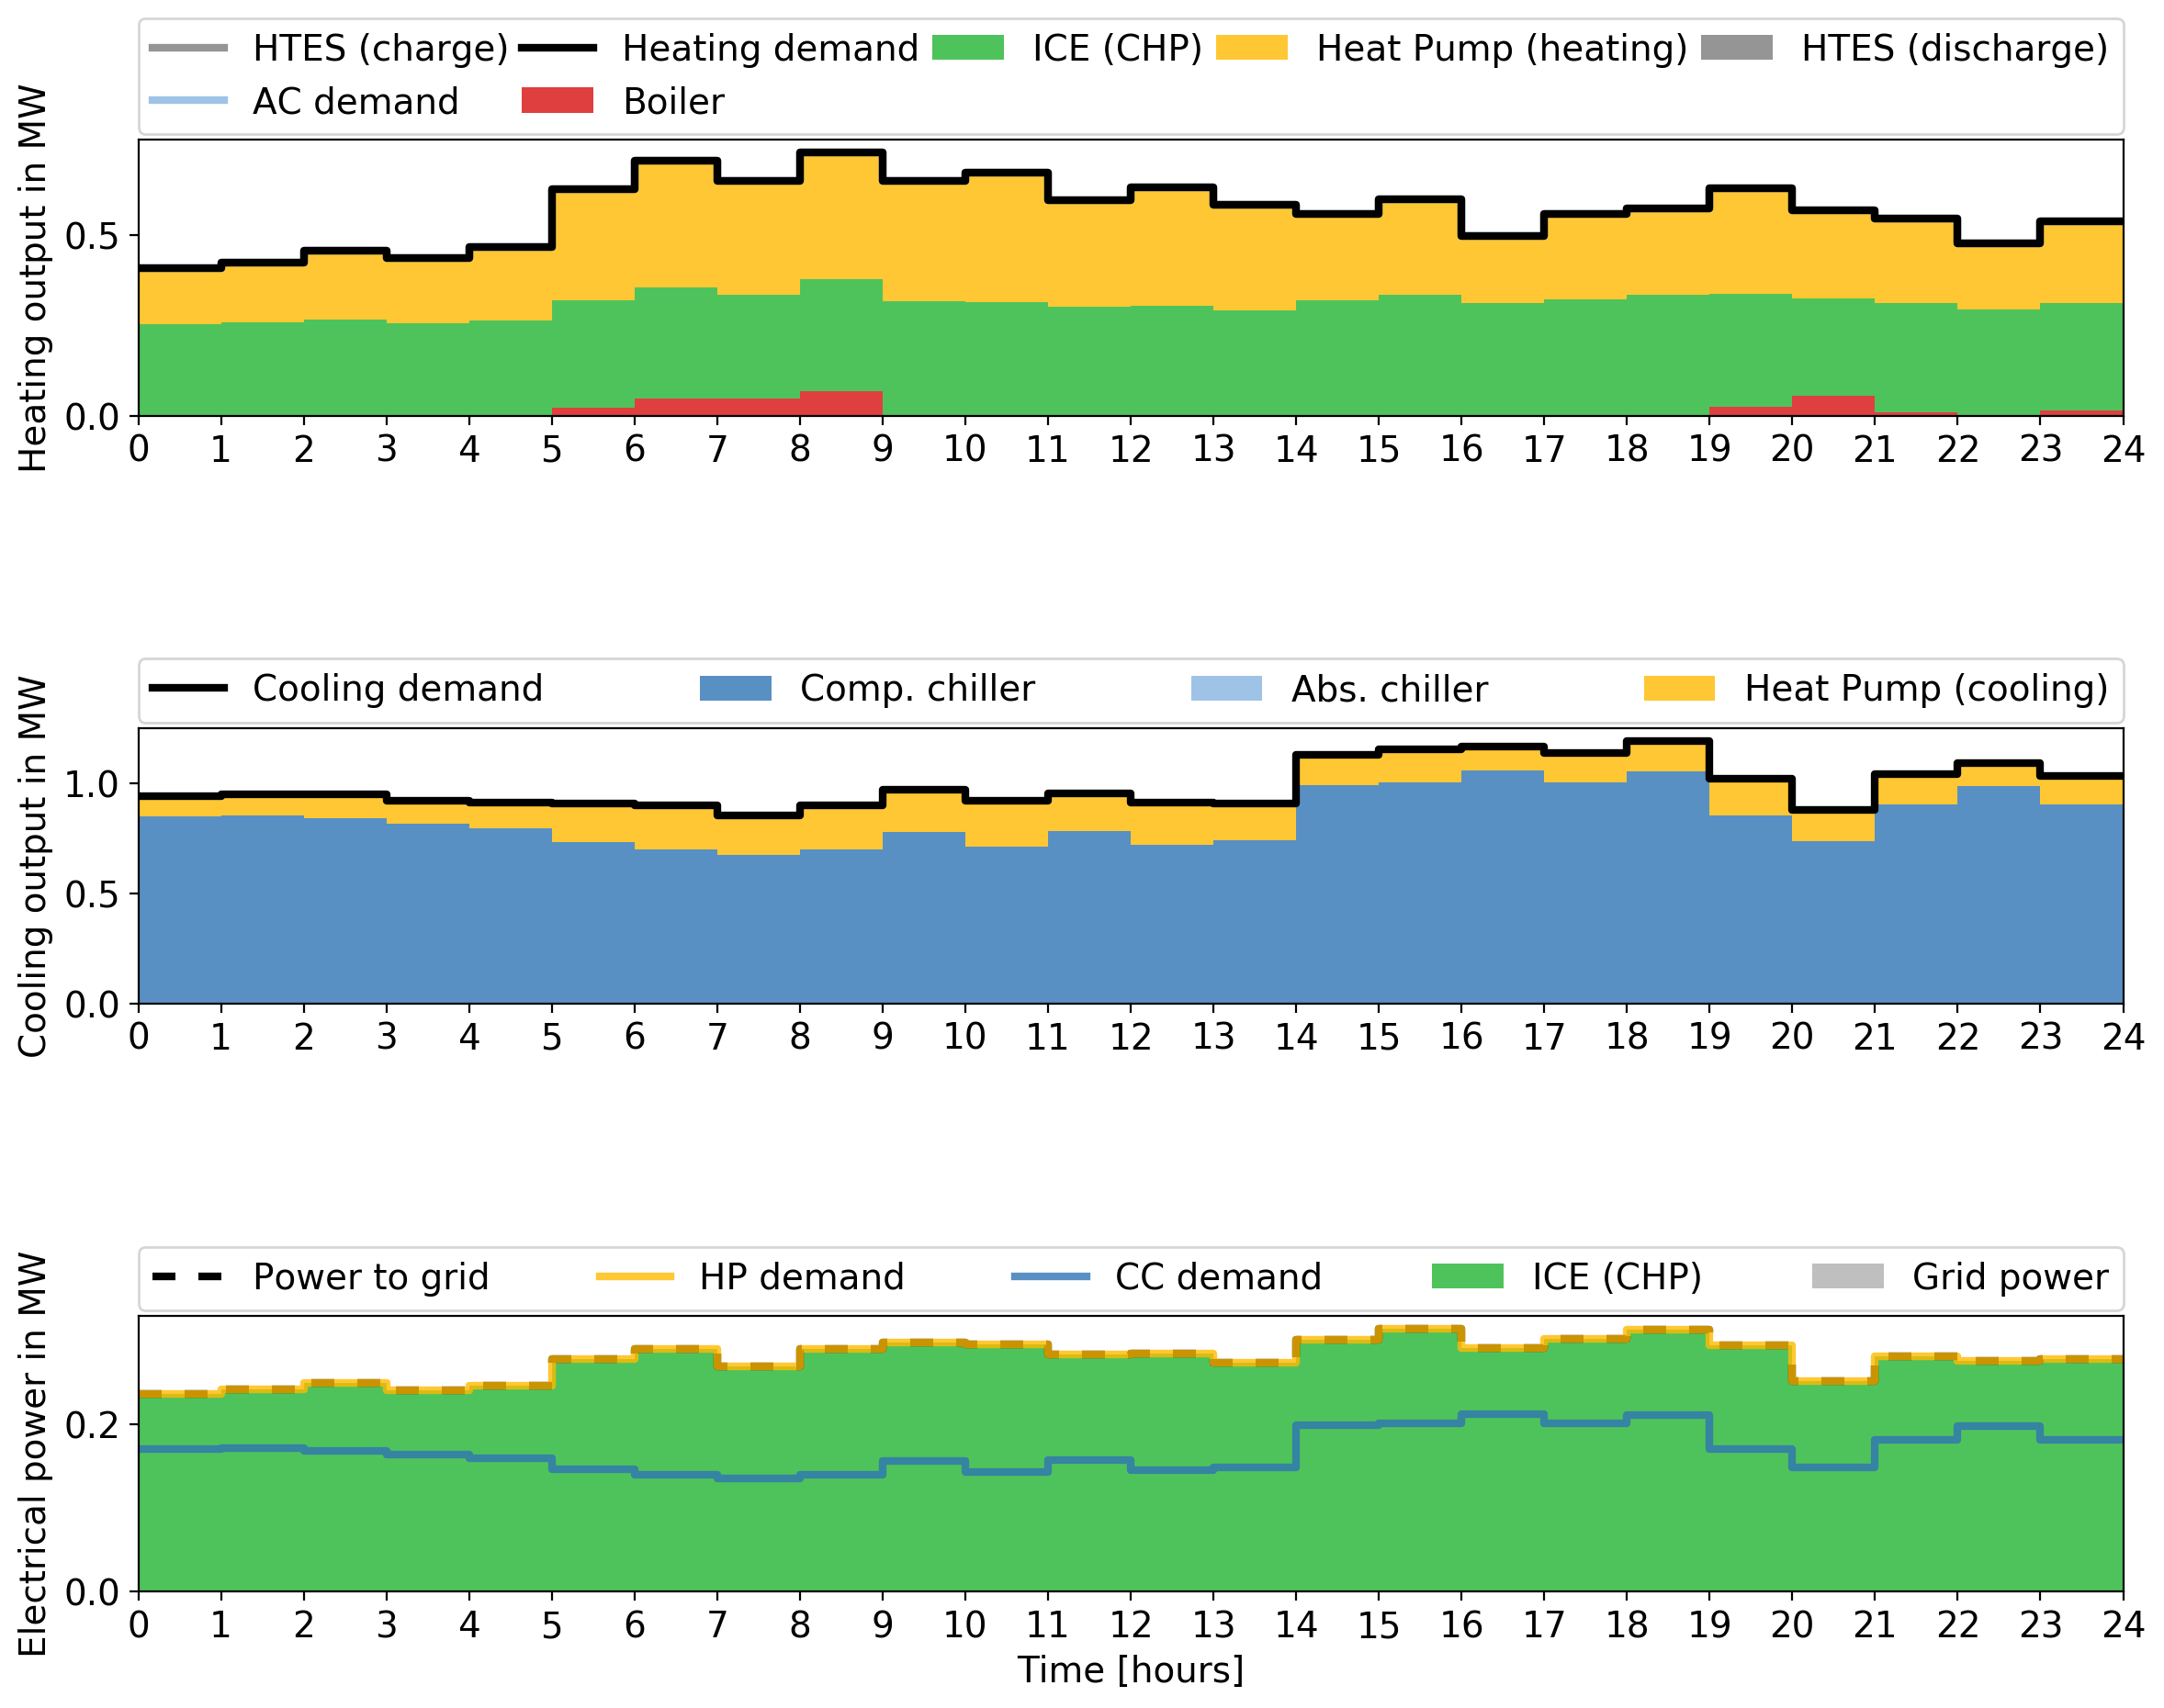 HTES (charge) Heating demand ICE (CHP) Heat Pump (heating) HTES (discharge)
AC demand Boiler
Heating output in MW
0.5
0.0
0 1 2 3 4 5 6 7 8 9 10 11 12 13 14 15 16 17 18 19 20 21 22 23 24
Cooling demand Comp. chiller Abs. chiller Heat Pump (cooling)
Cooling output in MW
1.0
0.5
0.0
0 1 2 3 4 5 6 7 8 9 10 11 12 13 14 15 16 17 18 19 20 21 22 23 24
Power to grid HP demand CC demand ICE (CHP) Grid power
Electrical power in MW
0.2
0.0
0 1 2 3 4 5 6 7 8 9 10 11 12 13 14 15 16 17 18 19 20 21 22 23 24
Time [hours]